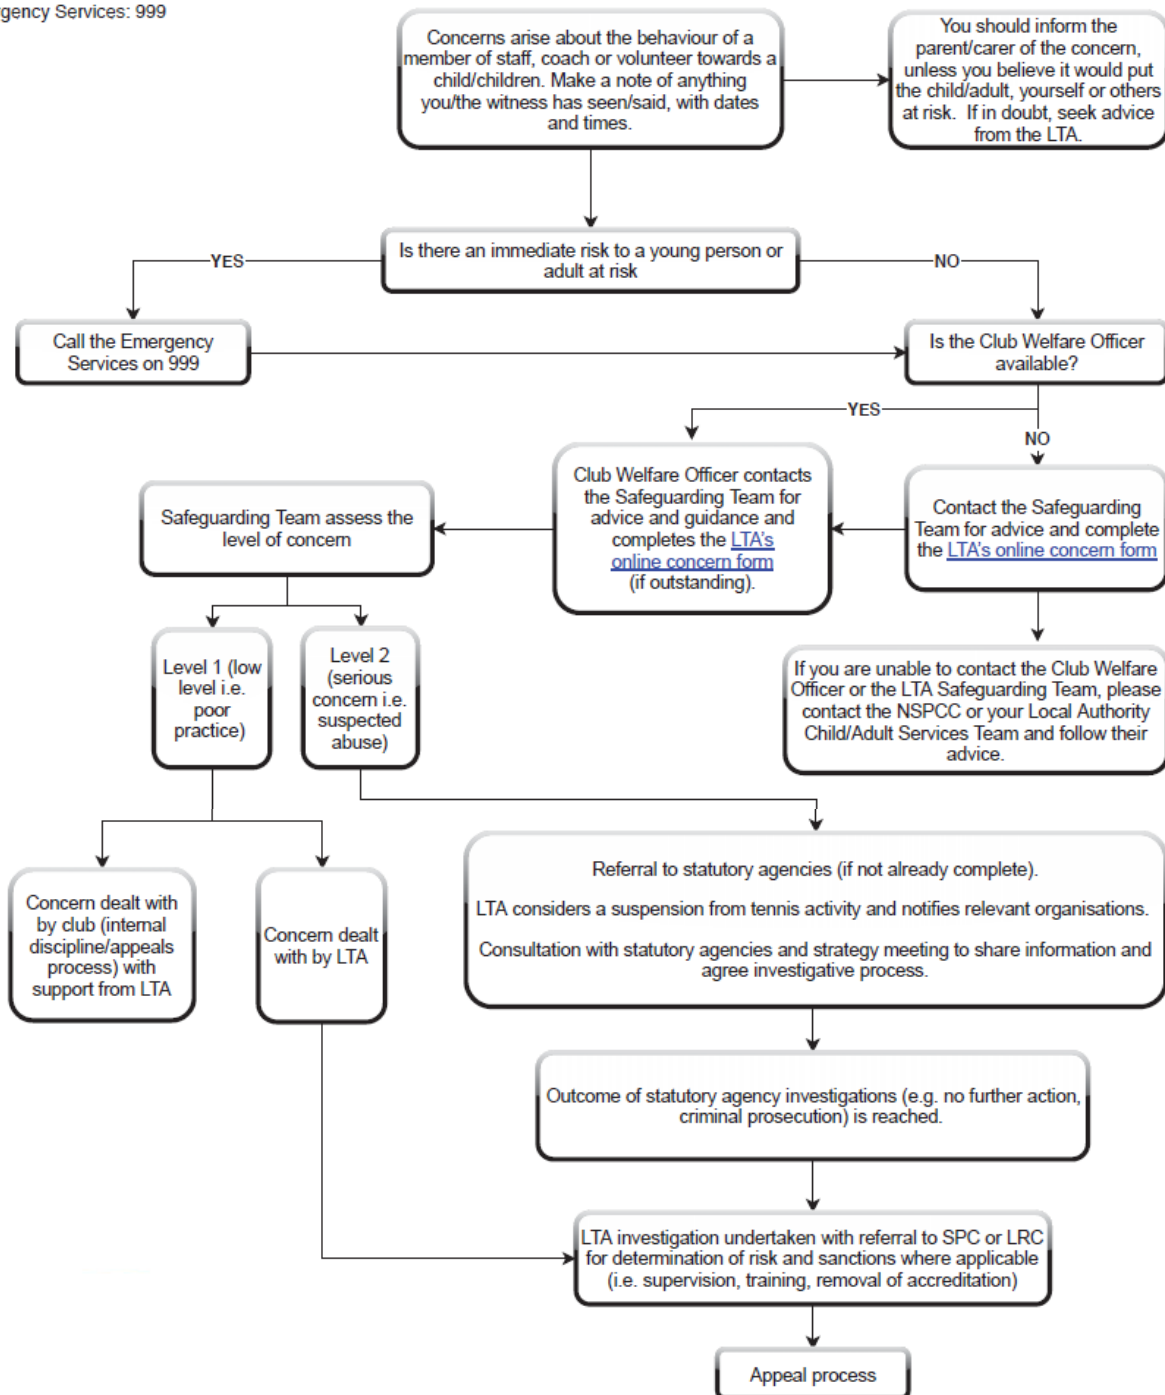 rgency Services: 999
Concerns arise about the behaviour of a
member of staff, coach or volunteer towards a
child/children. Make a note of anything
you/the witness has seen/said, with dates
and times.
You should inform the
parent/carer of the concern,
unless you believe it would put
the child/adult, yourself or others
at risk. If in doubt, seek advice
from the LTA.
Is there an immediate risk to a young person or
adult at risk
YES
NO
Call the Emergency
Services on 999
Is the Club Welfare Officer
available?
YES
NO
Club Welfare Officer contacts
the Safeguarding Team for
advice and guidance and
completes the LTA's
online concern form
(if outstanding).
Contact the Safeguarding
Team for advice and complete
the LTA's online concern form
Safeguarding Team assess the
level of concern
Level 1 (low
level i.e.
poor
practice)
Level 2
(serious
concern i.e.
suspected
abuse)
If you are unable to contact the Club Welfare
Officer or the LTA Safeguarding Team, please
contact the NSPCC or your Local Authority
Child/Adult Services Team and follow their
advice.
Concern dealt with
by club (internal
discipline/appeals
process) with
support from LTA
Concern dealt
with by LTA
Referral to statutory agencies (if not already complete).
LTA considers a suspension from tennis activity and notifies relevant organisations.
Consultation with statutory agencies and strategy meeting to share information and
agree investigative process.
Outcome of statutory agency investigations (e.g. no further action,
criminal prosecution) is reached.
LTA investigation undertaken with referral to SPC or LRC
for determination of risk and sanctions where applicable
(i.e. supervision, training, removal of accreditation)
Appeal process